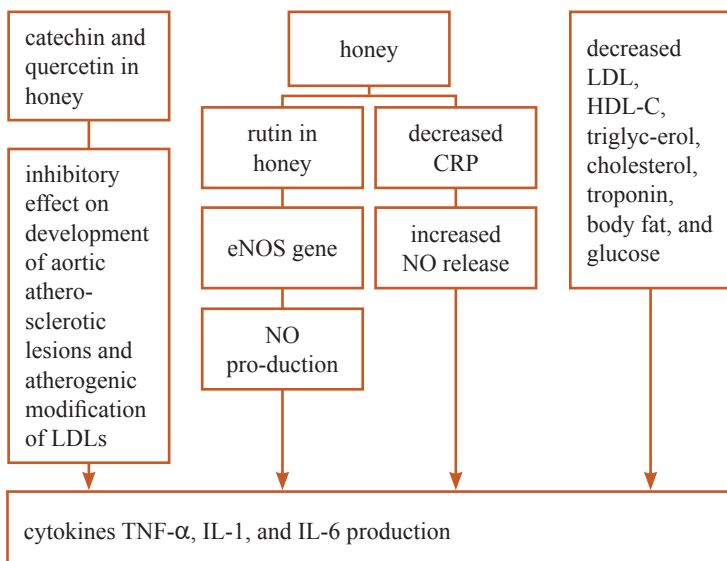 catechin and
quercetin in
honey
inhibitory
effect on
development
of aortic
athero-
sclerotic
lesions and
atherogenic
modification
of LDLs
honey
rutin in
honey
eNOS gene
NO
pro-duction
decreased
CRP
increased
NO release
decreased
LDL,
HDL-C,
triglyc-erol,
cholesterol,
troponin,
body fat, and
glucose
cytokines TNF-α, IL-1, and IL-6 production